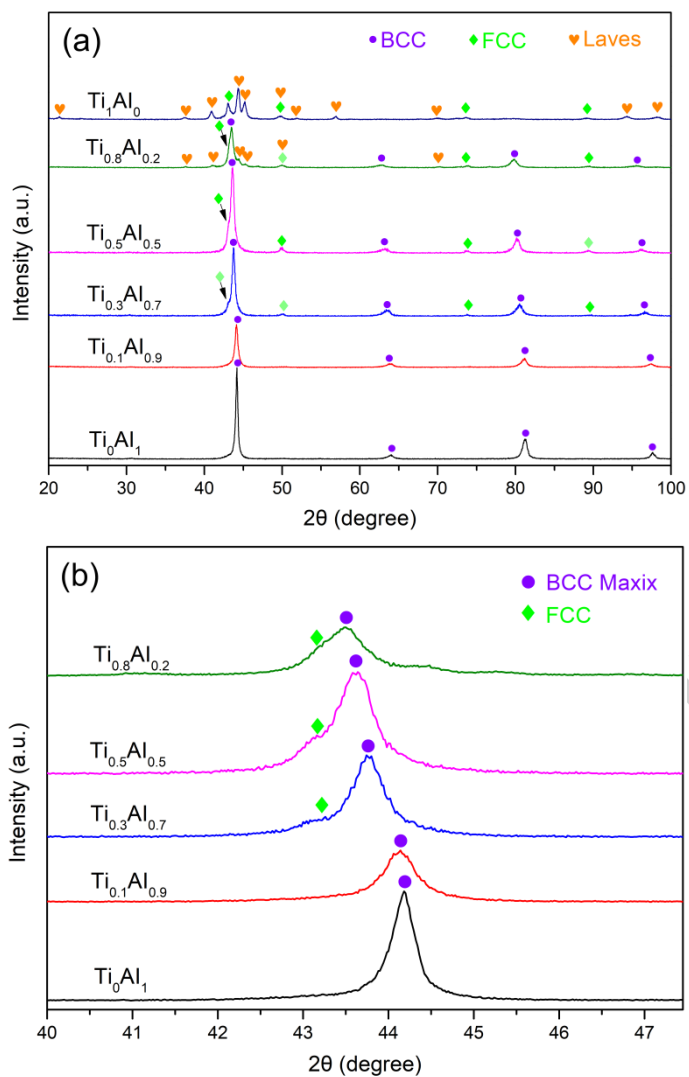 (a)
BCC
FCC
Laves
Ti1Al0
Ti0.8Al0.2
Ti0.5Al0.5
Ti0.3Al0.7
Ti0.1Al0.9
Ti0Al1
Intensity (a.u.)
20 30 40 50 60 70 80 90 100
2θ (degree)
(b)
BCC Maxix
FCC
Ti0.8Al0.2
Ti0.5Al0.5
Ti0.3Al0.7
Ti0.1Al0.9
Ti0Al1
Intensity (a.u.)
40 41 42 43 44 45 46 47
2θ (degree)